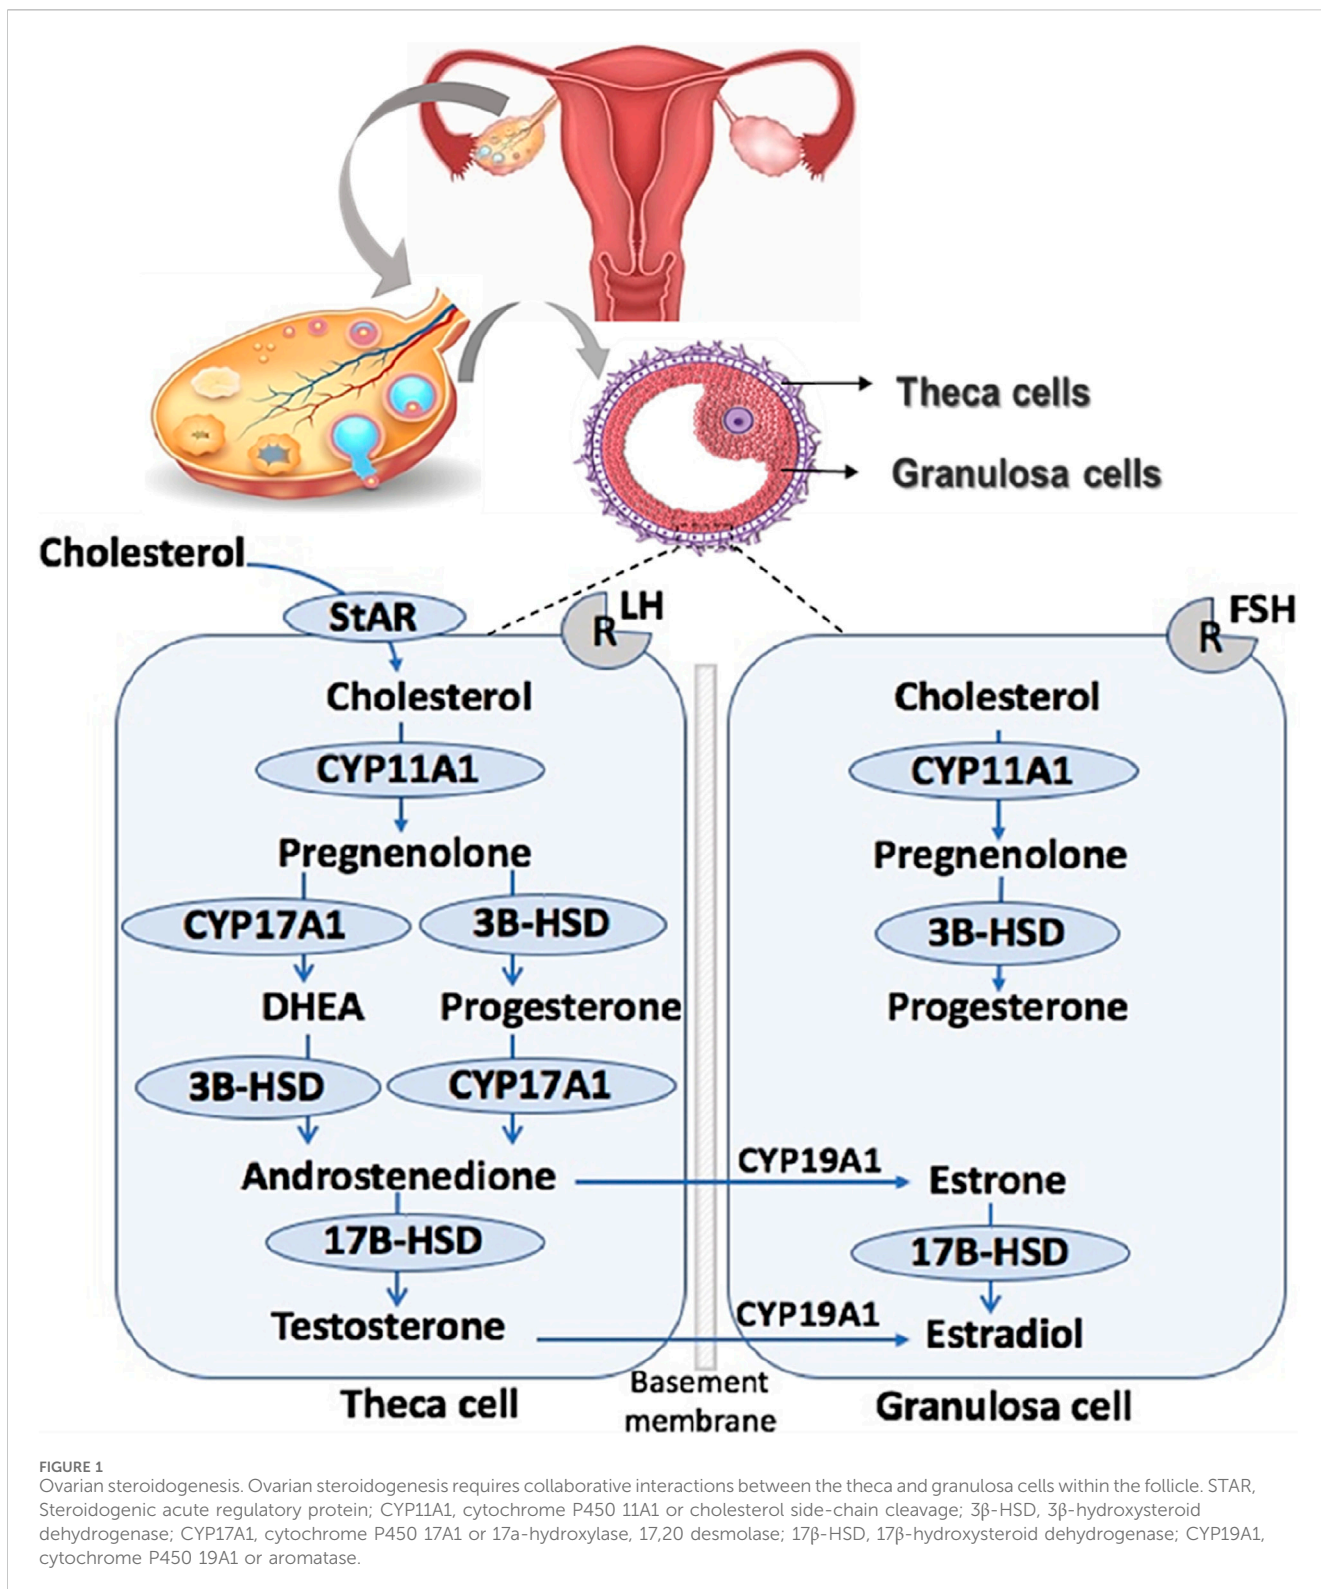 Theca cells
Granulosa cells
Cholesterol
StAR
R
LH
R
FSH
Cholesterol
CYP11A1
Pregnenolone
CYP17A1
3B-HSD
DHEA
Progesterone
3B-HSD
CYP17A1
Androstenedione
17B-HSD
Testosterone
Theca cell
Cholesterol
CYP11A1
Pregnenolone
3B-HSD
Progesterone
CYP19A1
Estrone
17B-HSD
CYP19A1
Estradiol
Basement
membrane
Granulosa cell
FIGURE 1
Ovarian steroidogenesis. Ovarian steroidogenesis requires collaborative interactions between the theca and granulosa cells within the follicle. STAR,
Steroidogenic acute regulatory protein; CYP11A1, cytochrome P450 11A1 or cholesterol side-chain cleavage; 3β-HSD, 3β-hydroxysteroid
dehydrogenase; CYP17A1, cytochrome P450 17A1 or 17a-hydroxylase, 17,20 desmolase; 17β-HSD, 17β-hydroxysteroid dehydrogenase; CYP19A1,
cytochrome P450 19A1 or aromatase.